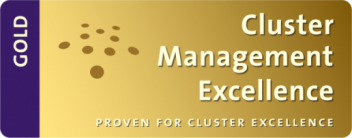 GOLD
Cluster
Management
Excellence
PROVEN FOR CLUSTER EXCELLENCE